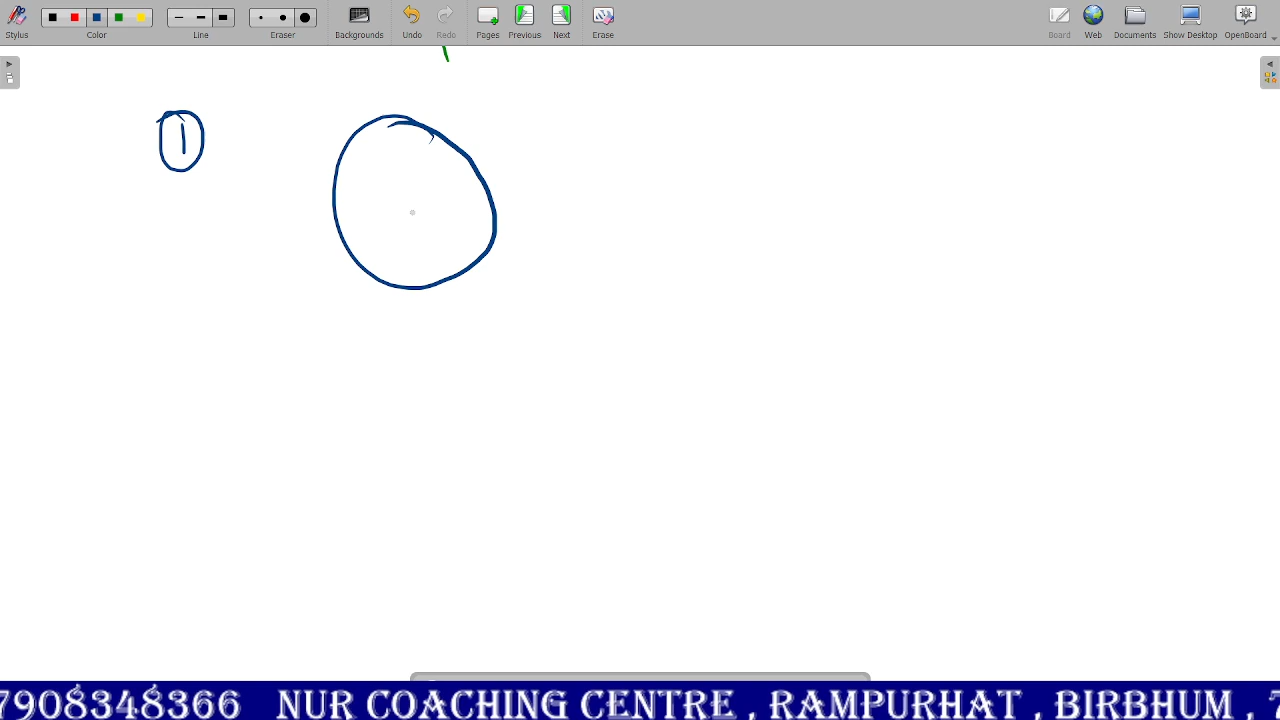 Stylus Color Line Eraser Backgrounds Undo Redo Pages Previous Next Erase Board Web Documents Show Desktop OpenBoard
1
7908348366 NUR COACHING CENTRE , RAMPURHAT , BIRBHUM , 7